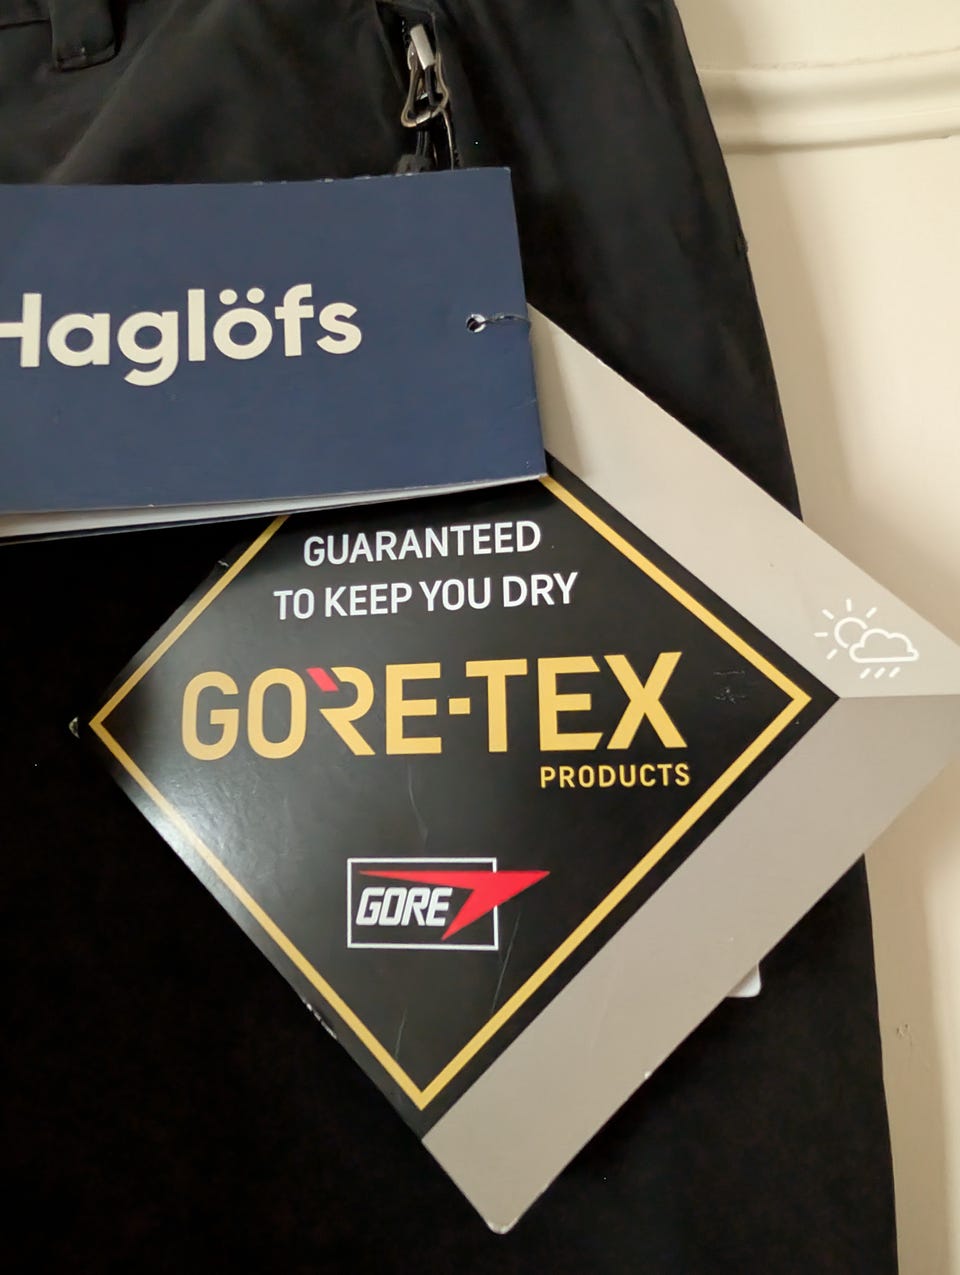 Haglöfs
GUARANTEED
TO KEEP YOU DRY
GORE-TEX
PRODUCTS
GORE